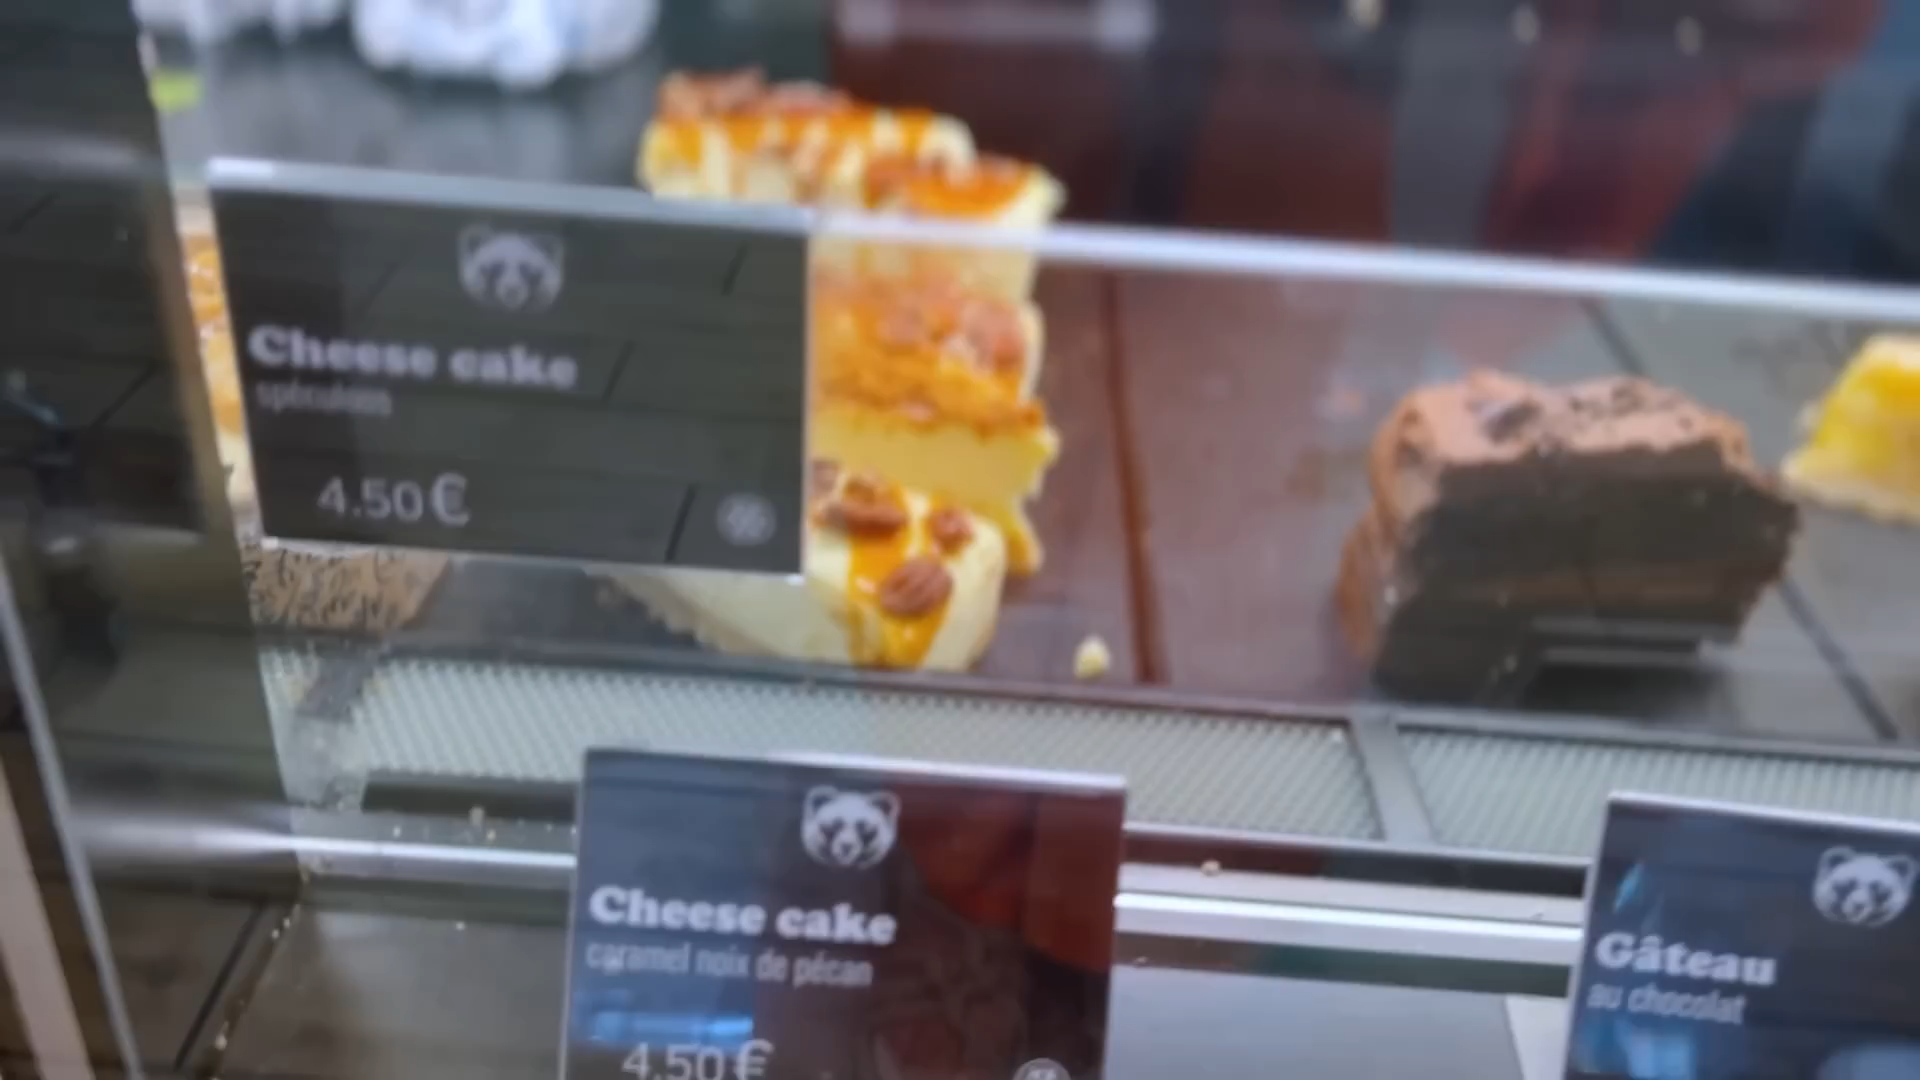 Cheese cake
spéculoos
4.50€
Cheese cake
caramel noix de pécan
4.50€
Gâteau
au chocolat